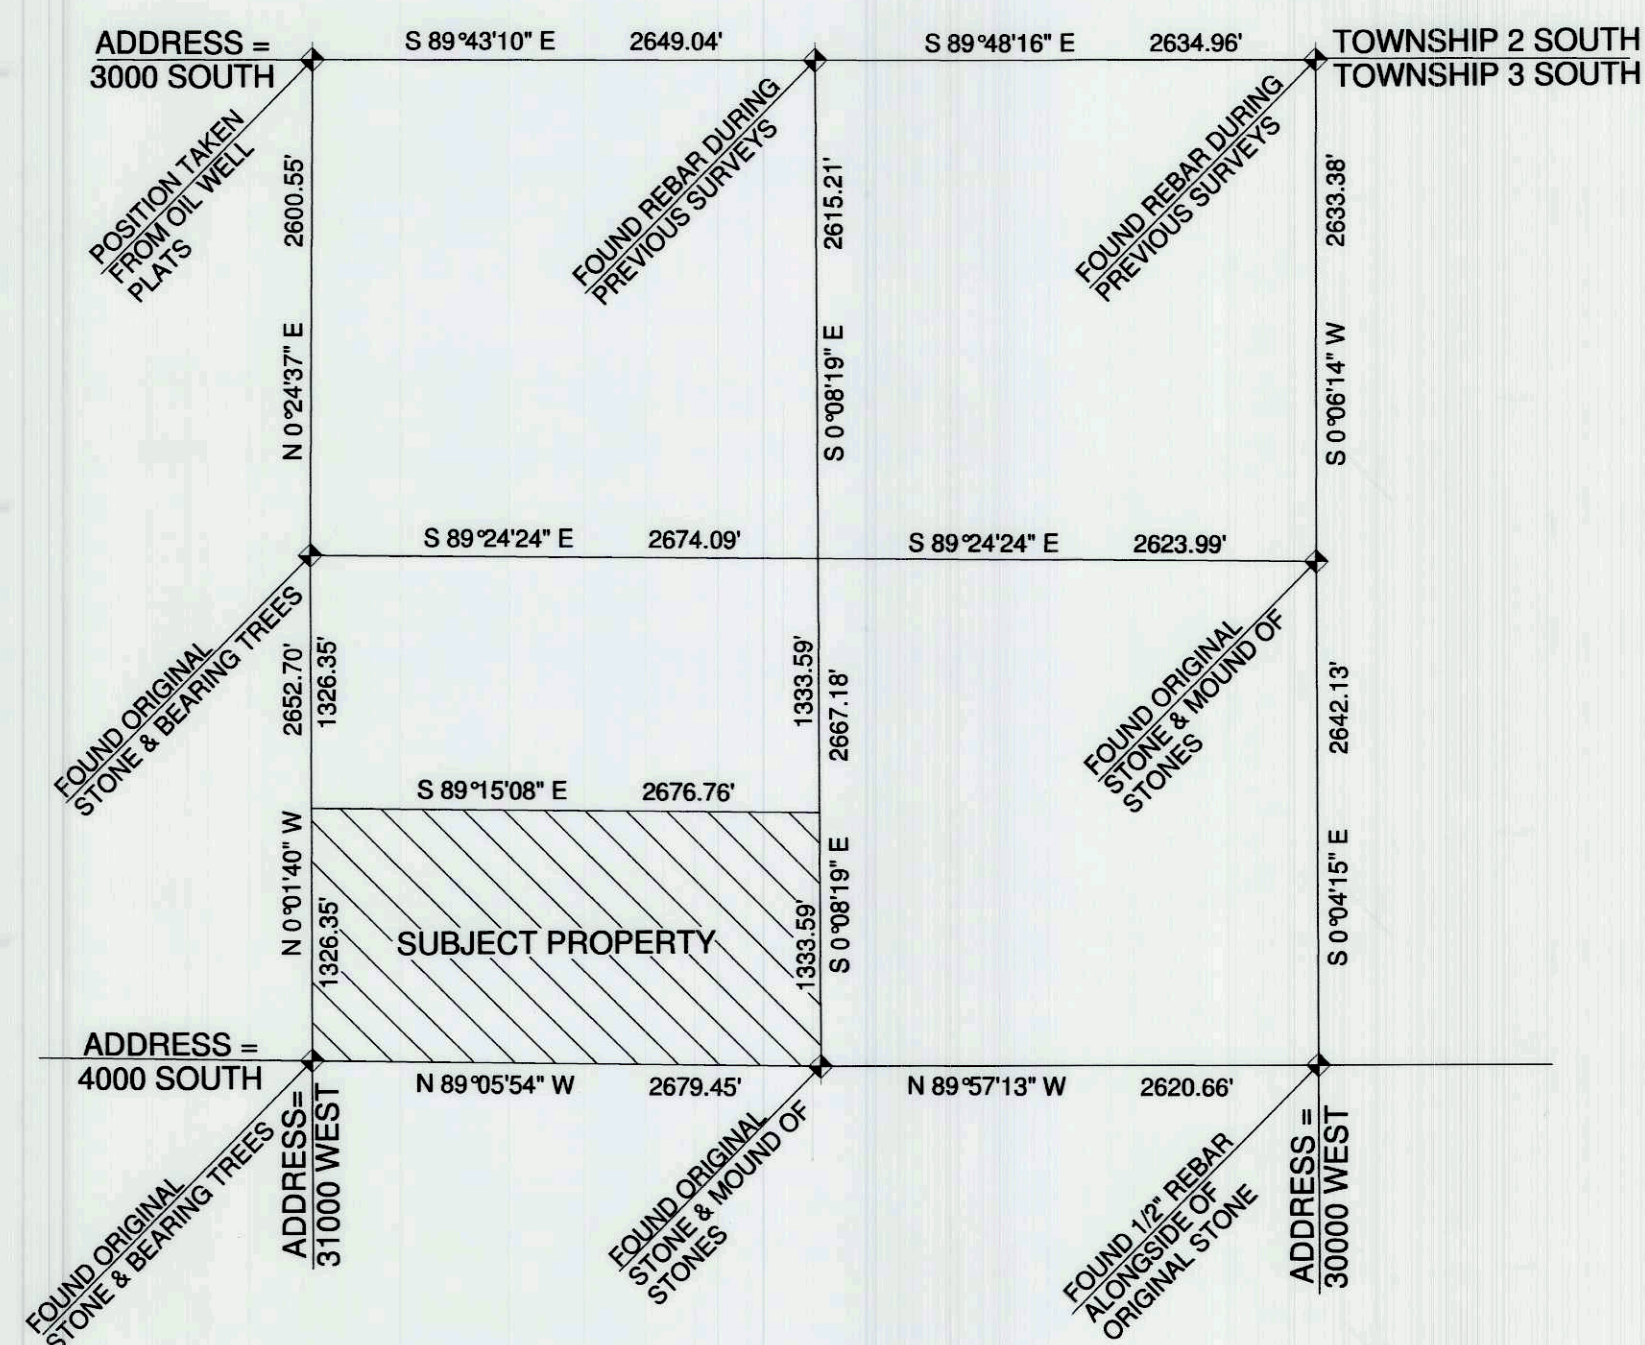 ADDRESS =
3000 SOUTH
S 89°43'10" E
2649.04'
S 89°48'16" E
2634.96'
TOWNSHIP 2 SOUTH
TOWNSHIP 3 SOUTH
POSITION TAKEN
FROM OIL WELL
PLATS
2600.55'
N 0°24'37" E
FOUND REBAR DURING
PREVIOUS SURVEYS
2615.21'
S 0°08'19" E
FOUND REBAR DURING
PREVIOUS SURVEYS
2633.38'
S 0°06'14" W
S 89°24'24" E
2674.09'
S 89°24'24" E
2623.99'
FOUND ORIGINAL
STONE & BEARING TREES
2652.70'
1326.35'
1333.59'
2667.18'
FOUND ORIGINAL
STONE & MOUND OF
STONES
2642.13'
S 89°15'08" E
2676.76'
N 0°01'40" W
1326.35'
SUBJECT PROPERTY
1333.59'
S 0°08'19" E
S 0°04'15" E
ADDRESS =
4000 SOUTH
N 89°05'54" W
2679.45'
N 89°57'13" W
2620.66'
FOUND ORIGINAL
STONE & BEARING TREES
ADDRESS=
31000 WEST
FOUND ORIGINAL
STONE & MOUND OF
STONES
FOUND 1/2" REBAR
ALONGSIDE OF
ORIGINAL STONE
ADDRESS =
30000 WEST